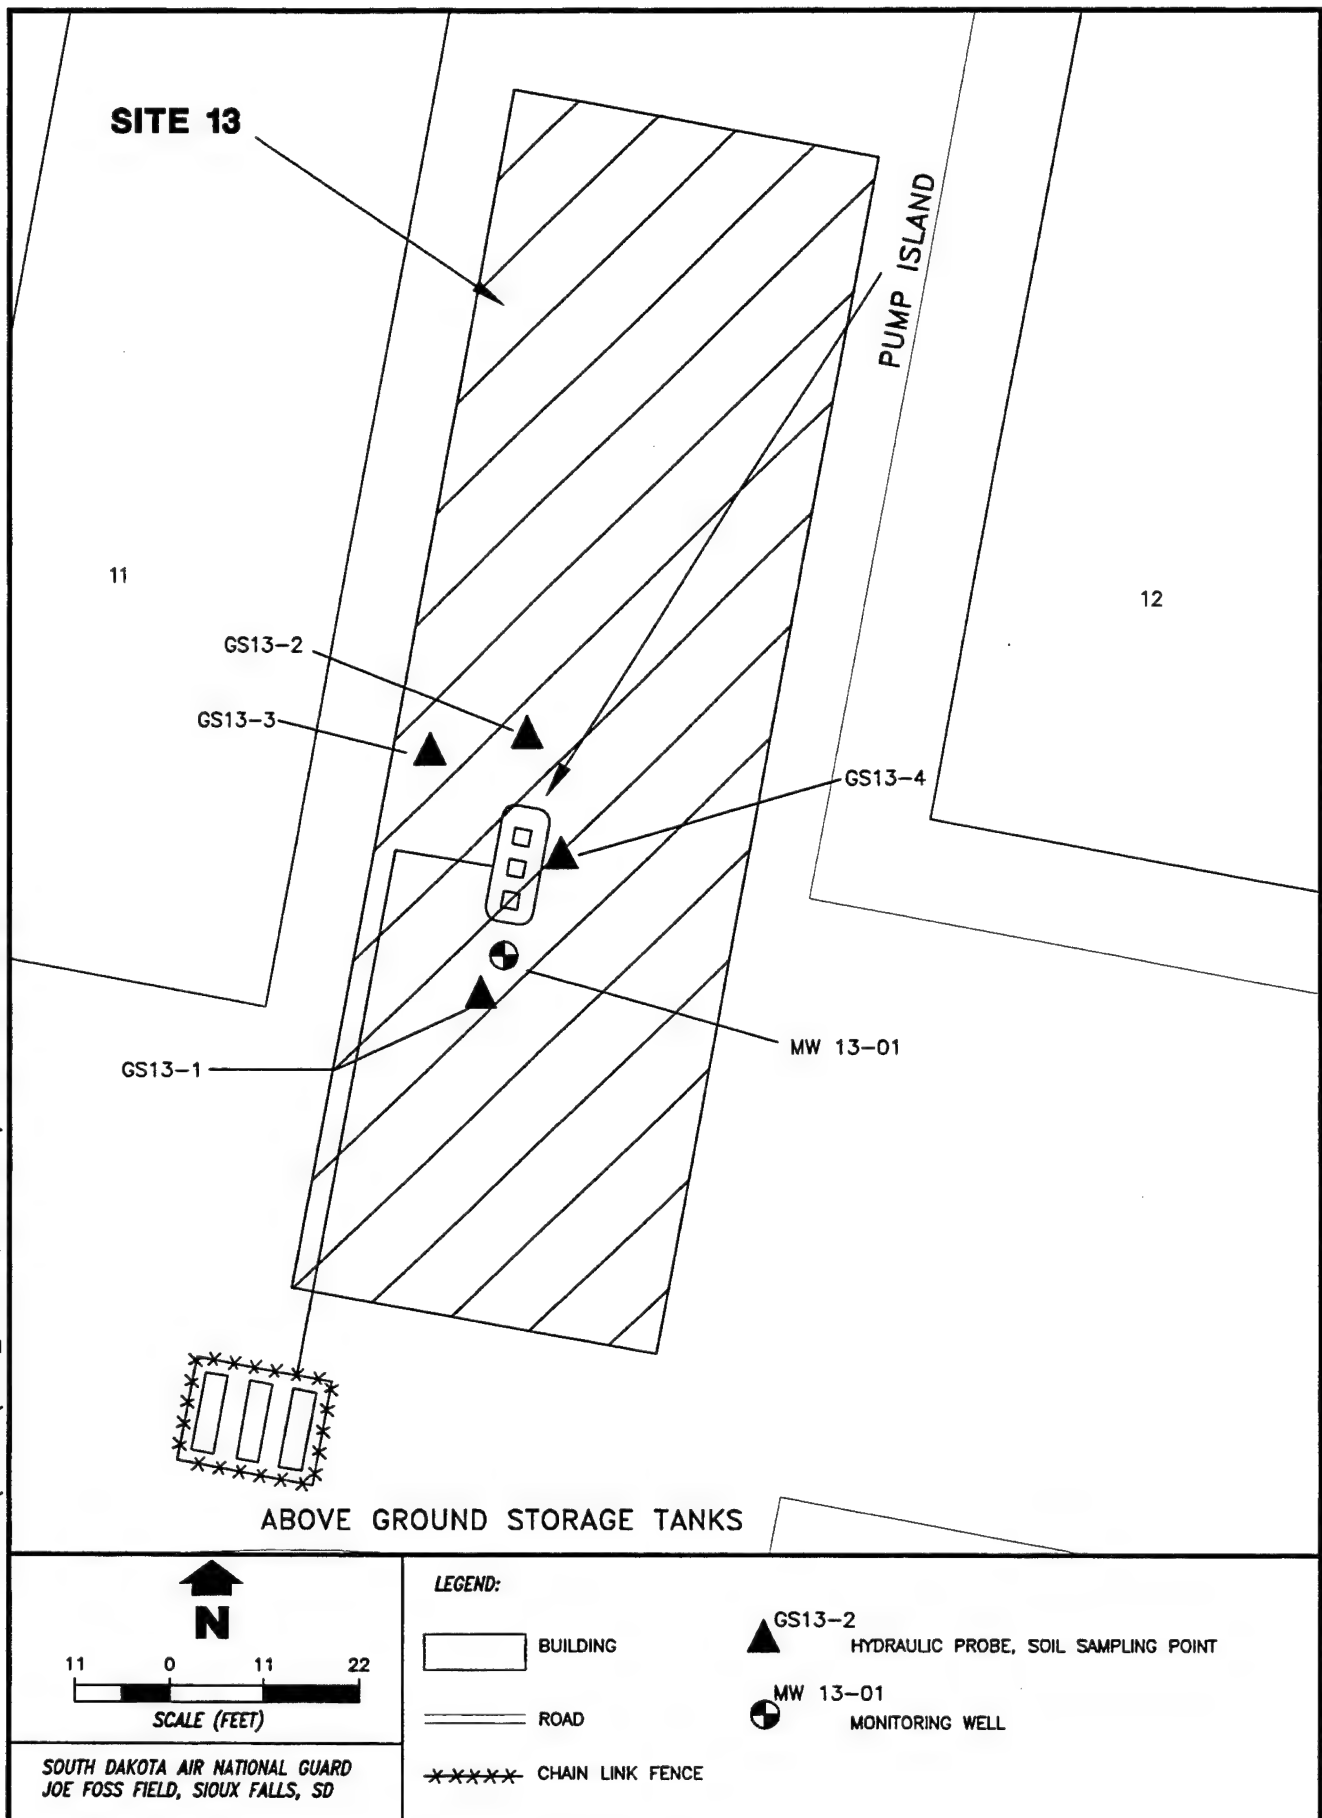 SITE 13
PUMP ISLAND
11
12
GS13-2
GS13-3
GS13-4
MW 13-01
GS13-1
ABOVE GROUND STORAGE TANKS
N
11 0 11 22
SCALE (FEET)
SOUTH DAKOTA AIR NATIONAL GUARD
JOE FOSS FIELD, SIOUX FALLS, SD
LEGEND:
BUILDING
ROAD
CHAIN LINK FENCE
GS13-2
HYDRAULIC PROBE, SOIL SAMPLING POINT
MW 13-01
MONITORING WELL